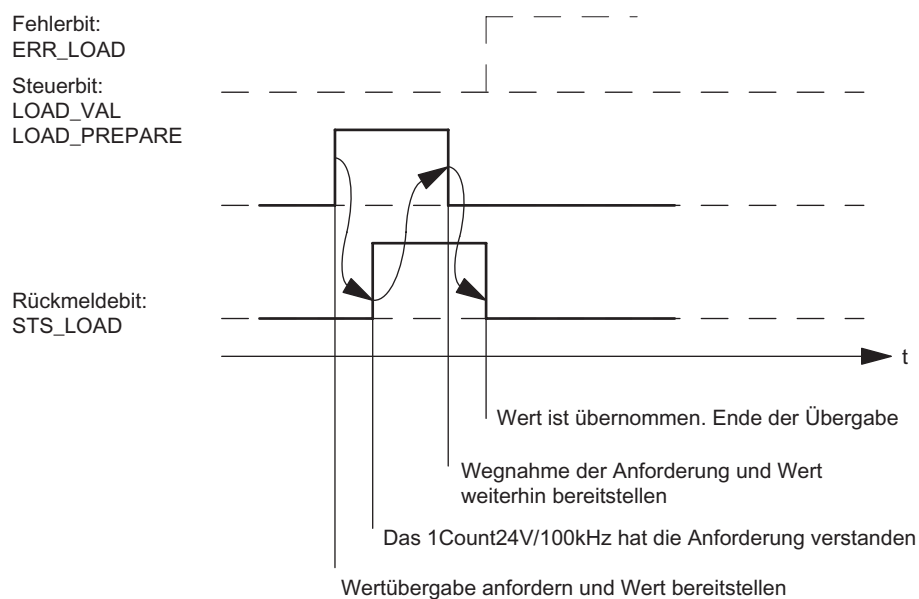 Fehlerbit:
ERR_LOAD
Steuerbit:
LOAD_VAL
LOAD_PREPARE
Rückmeldebit:
STS_LOAD
t
Wert ist übernommen. Ende der Übergabe
Wegnahme der Anforderung und Wert
weiterhin bereitstellen
Das 1Count24V/100kHz hat die Anforderung verstanden
Wertübergabe anfordern und Wert bereitstellen